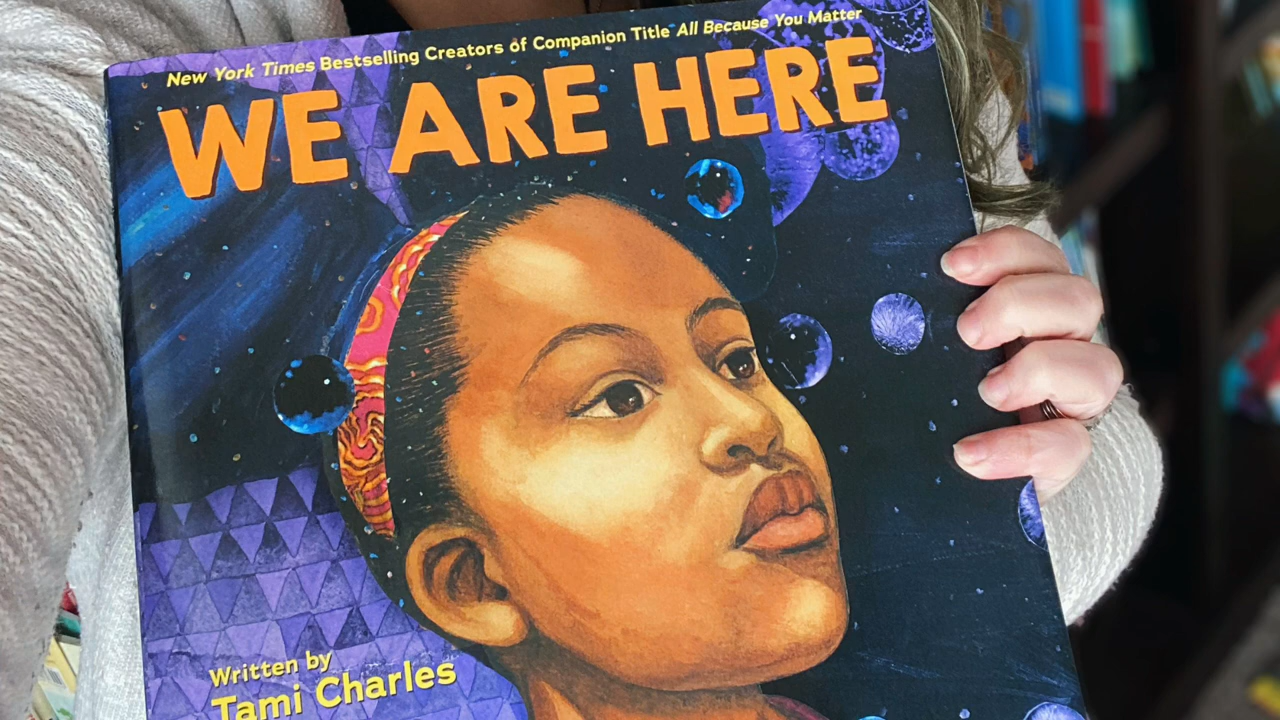 New York Times Bestselling Creators of Companion Title All Because You Matter
WE ARE HERE
Written by
Tami Charles